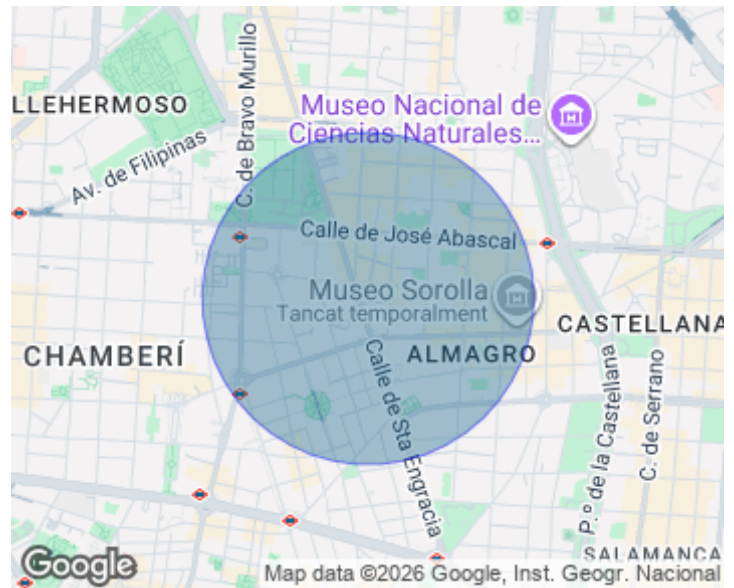 LLEHERMOSO
C. de Bravo Murillo
Museo Nacional de
Ciencias Naturales...
Av. de Filipinas
Calle de José Abascal
Museo Sorolla
Tancat temporalment
CASTELLANA
CHAMBERÍ
ALMAGRO
Calle de Sta Engracia
P.º de la Castellana
C. de Serrano
SALAMANCA
Google
Map data ©2026 Google, Inst. Geogr. Nacional